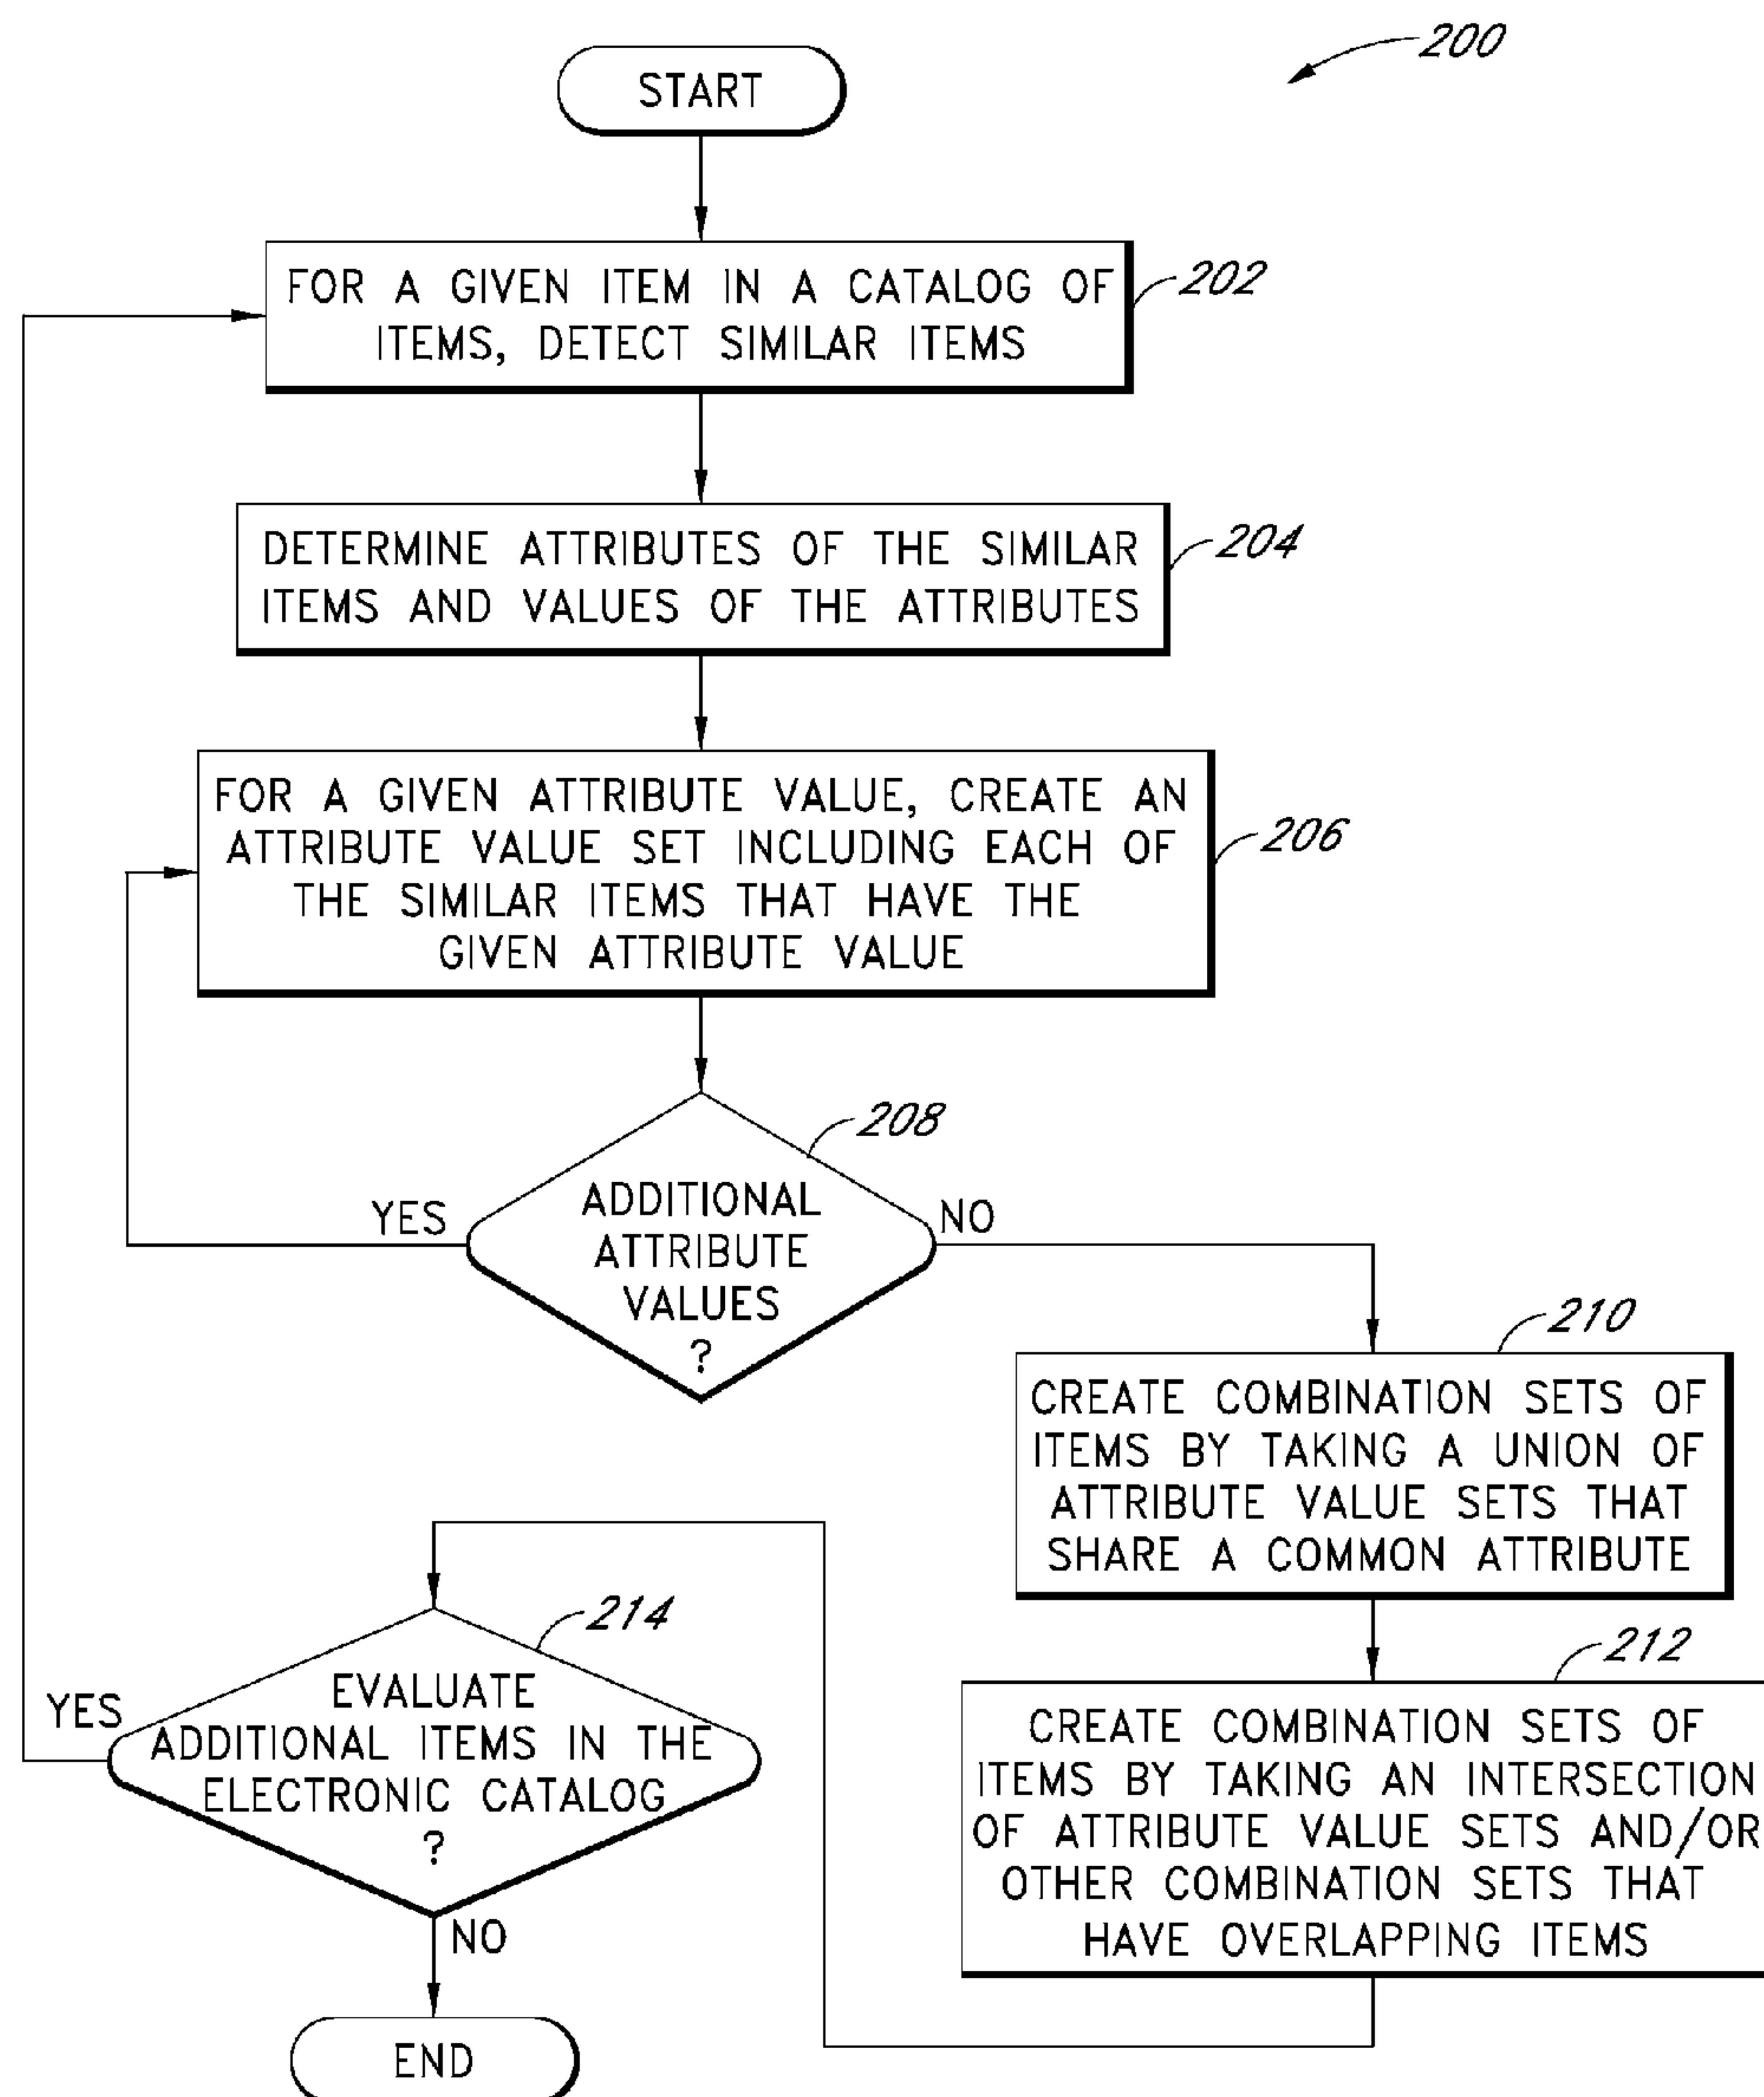 200
START
FOR A GIVEN ITEM IN A CATALOG OF
ITEMS, DETECT SIMILAR ITEMS
202
DETERMINE ATTRIBUTES OF THE SIMILAR
ITEMS AND VALUES OF THE ATTRIBUTES
204
FOR A GIVEN ATTRIBUTE VALUE, CREATE AN
ATTRIBUTE VALUE SET INCLUDING EACH OF
THE SIMILAR ITEMS THAT HAVE THE
GIVEN ATTRIBUTE VALUE
206
208
ADDITIONAL
ATTRIBUTE
VALUES
?
YES
NO
210
CREATE COMBINATION SETS OF
ITEMS BY TAKING A UNION OF
ATTRIBUTE VALUE SETS THAT
SHARE A COMMON ATTRIBUTE
212
CREATE COMBINATION SETS OF
ITEMS BY TAKING AN INTERSECTION
OF ATTRIBUTE VALUE SETS AND/OR
OTHER COMBINATION SETS THAT
HAVE OVERLAPPING ITEMS
214
EVALUATE
ADDITIONAL ITEMS IN THE
ELECTRONIC CATALOG
?
YES
NO
END